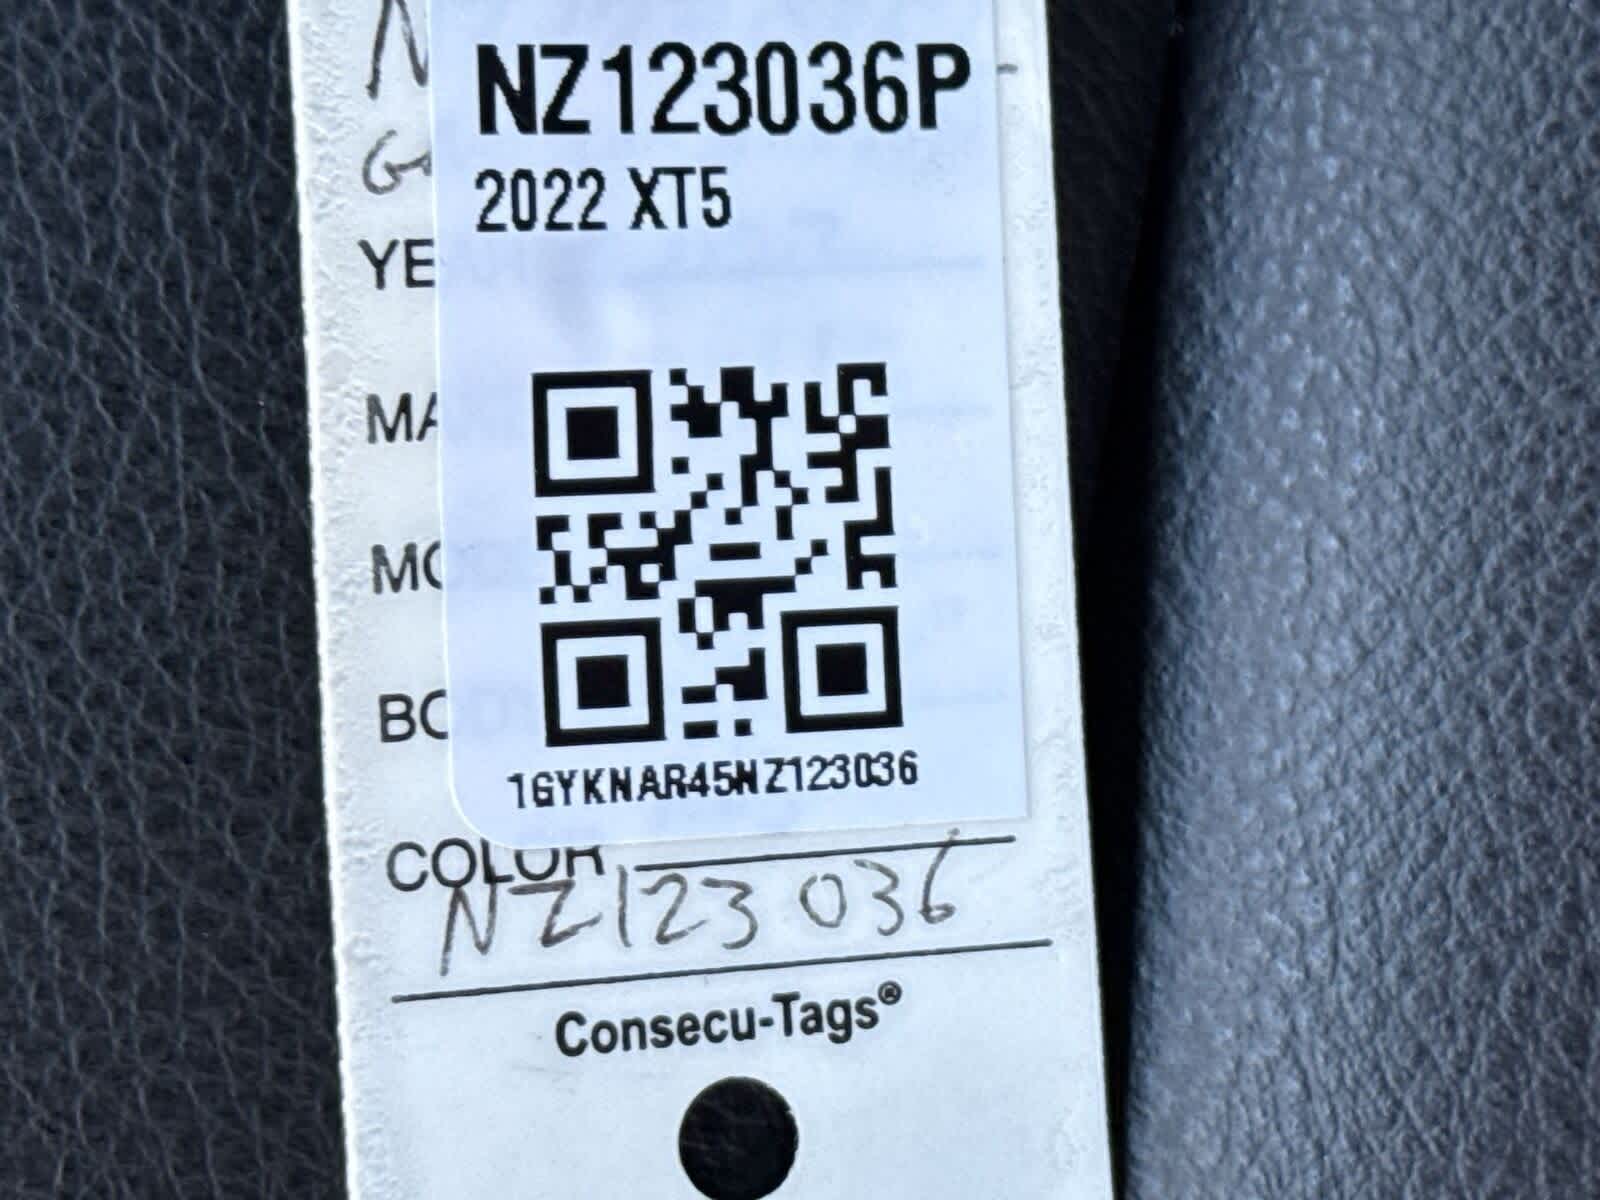 NZ123036P
2022 XT5
YE
MA
MO
BO
1GYKNAR45NZ123036
COLOR
NZ123036
Consecu-Tags®